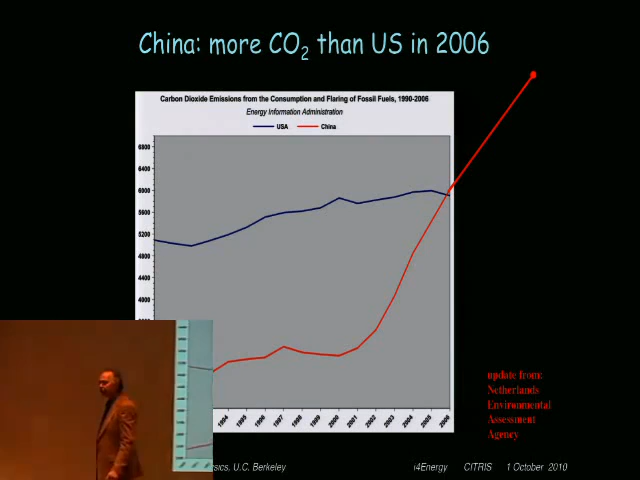 China: more CO2 than US in 2006
Carbon Dioxide Emissions from the Consumption and Flaring of Fossil Fuels, 1990-2006
Energy Information Administration
USA China
6800
6400
6000
5600
5200
4800
4400
4000
1994 1995 1996 1997 1998 1999 2000 2001 2002 2003 2004 2005 2006
update from:
Netherlands
Environmental
Assessment
Agency
U.C. Berkeley i4Energy CITRIS 1 October 2010